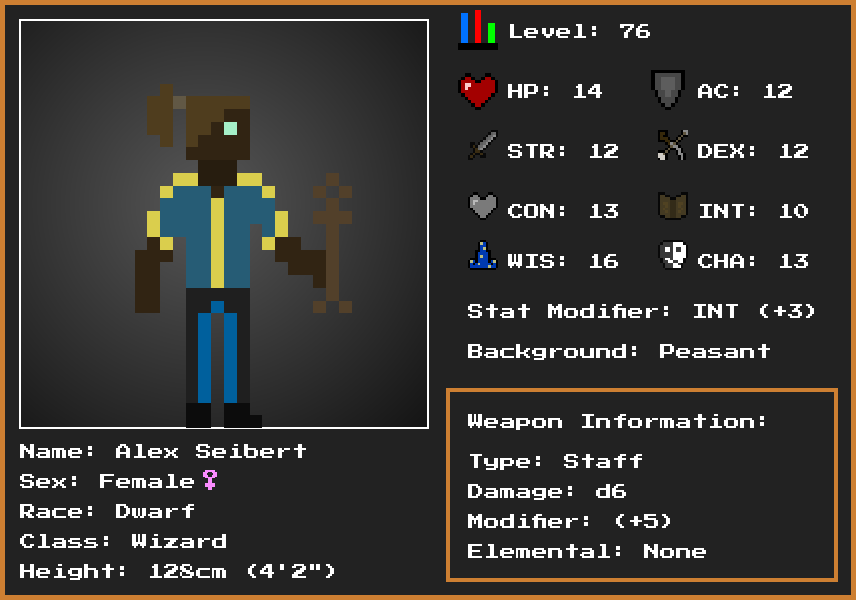 Level: 76
HP: 14 AC: 12
STR: 12 DEX: 12
CON: 13 INT: 10
WIS: 16 CHA: 13
Stat Modifier: INT (+3)
Background: Peasant
Weapon Information:
Type: Staff
Damage: d6
Modifier: (+5)
Elemental: None
Name: Alex Seibert
Sex: Female♀
Race: Dwarf
Class: Wizard
Height: 128cm (4'2")